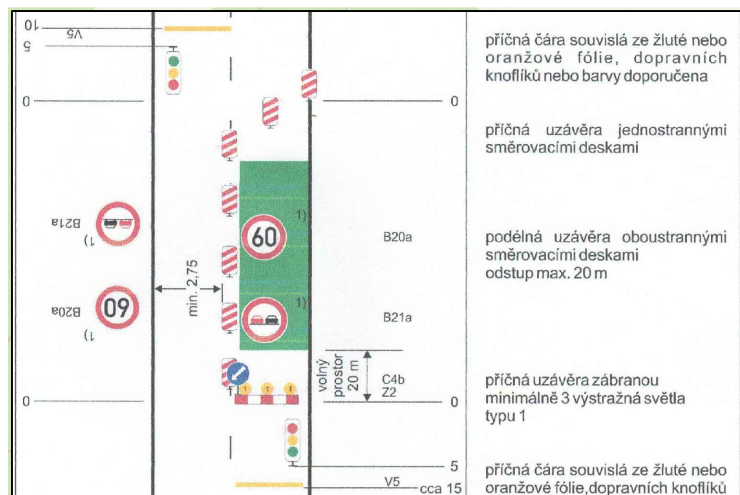 10
V5
5
příčná čára souvislá ze žluté nebo
oranžové fólie, dopravních
knoflíků nebo barvy doporučena
0
0
příčná uzávěra jednostrannými
směrovacími deskami
B21a
1)
1)
60
B20a
podélná uzávěra oboustrannými
směrovacími deskami
odstup max. 20 m
min. 2,75
60
B20a
1)
1)
B21a
volný
prostor
20 m
C4b
Z2
příčná uzávěra zábranou
minimálně 3 výstražná světla
typu 1
1 1 1
0
0
5
V5
cca 15
příčná čára souvislá ze žluté nebo
oranžové fólie,dopravních knoflíků